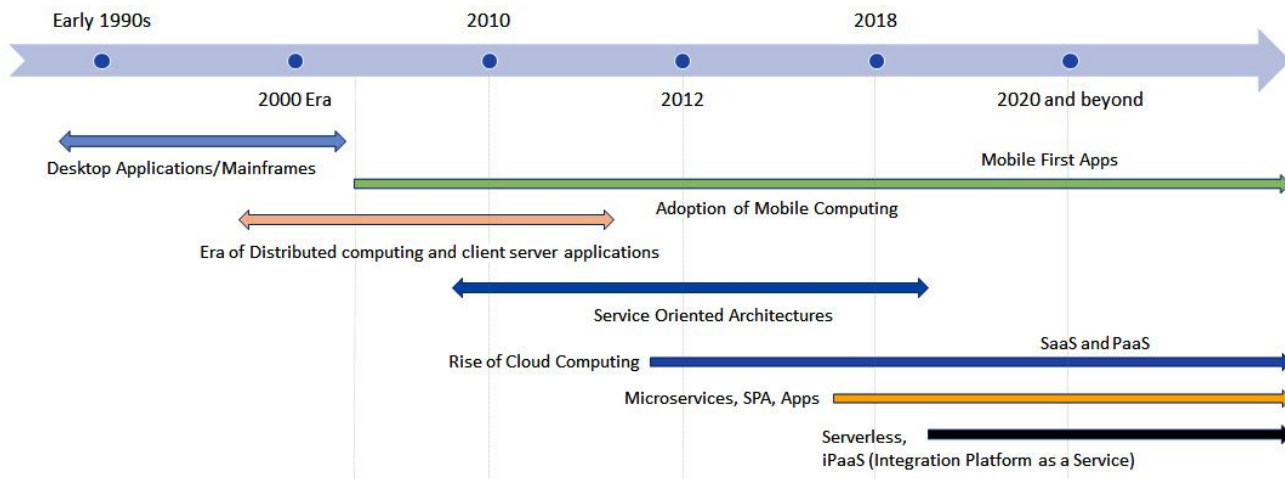 Early 1990s
2010
2018
2000 Era
2012
2020 and beyond
Desktop Applications/Mainframes
Mobile First Apps
Adoption of Mobile Computing
Era of Distributed computing and client server applications
Service Oriented Architectures
SaaS and PaaS
Rise of Cloud Computing
Microservices, SPA, Apps
Serverless,
iPaaS (Integration Platform as a Service)